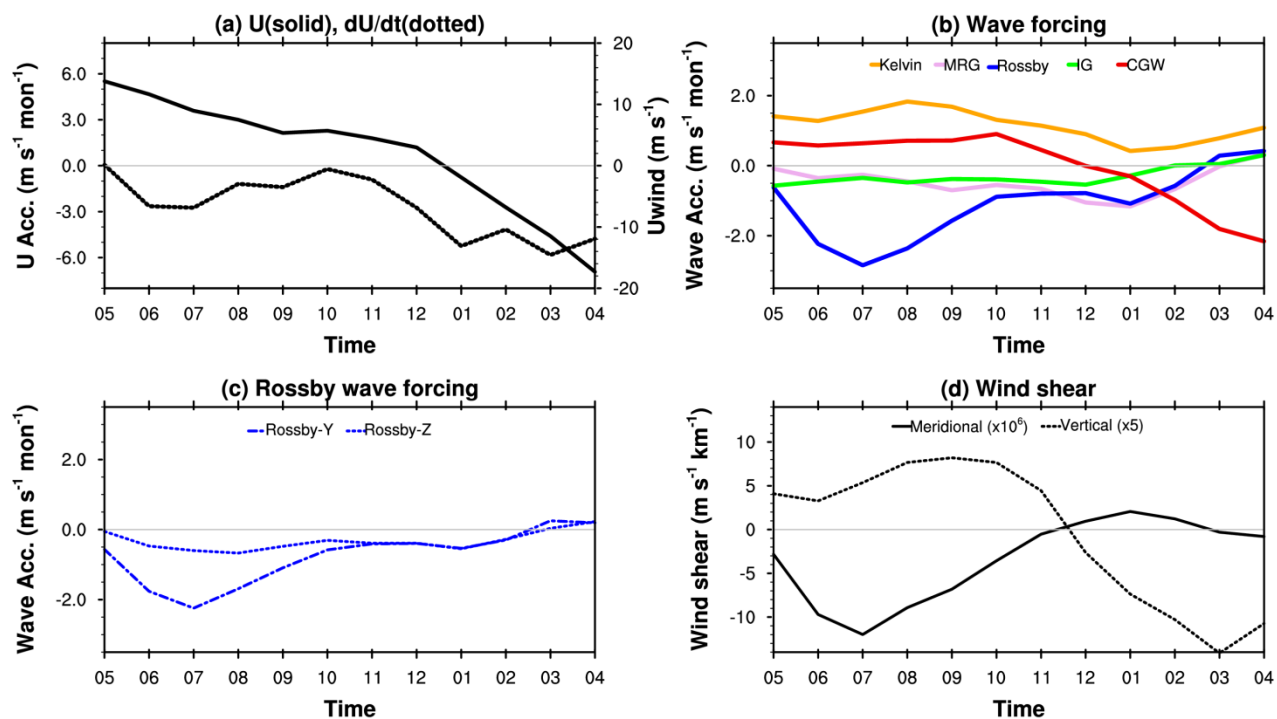 (a) U(solid), dU/dt(dotted)
U Acc. (m s⁻¹ mon⁻¹)
6.0
3.0
0.0
-3.0
-6.0
20
10
0
-10
-20
Uwind (m s⁻¹)
05 06 07 08 09 10 11 12 01 02 03 04
Time
(b) Wave forcing
Kelvin MRG Rossby IG CGW
Wave Acc. (m s⁻¹ mon⁻¹)
2.0
0.0
-2.0
05 06 07 08 09 10 11 12 01 02 03 04
Time
(c) Rossby wave forcing
Rossby-Y Rossby-Z
Wave Acc. (m s⁻¹ mon⁻¹)
2.0
0.0
-2.0
05 06 07 08 09 10 11 12 01 02 03 04
Time
(d) Wind shear
Meridional (x10⁶) Vertical (x5)
Wind shear (m s⁻¹ km⁻¹)
10
5
0
-5
-10
05 06 07 08 09 10 11 12 01 02 03 04
Time